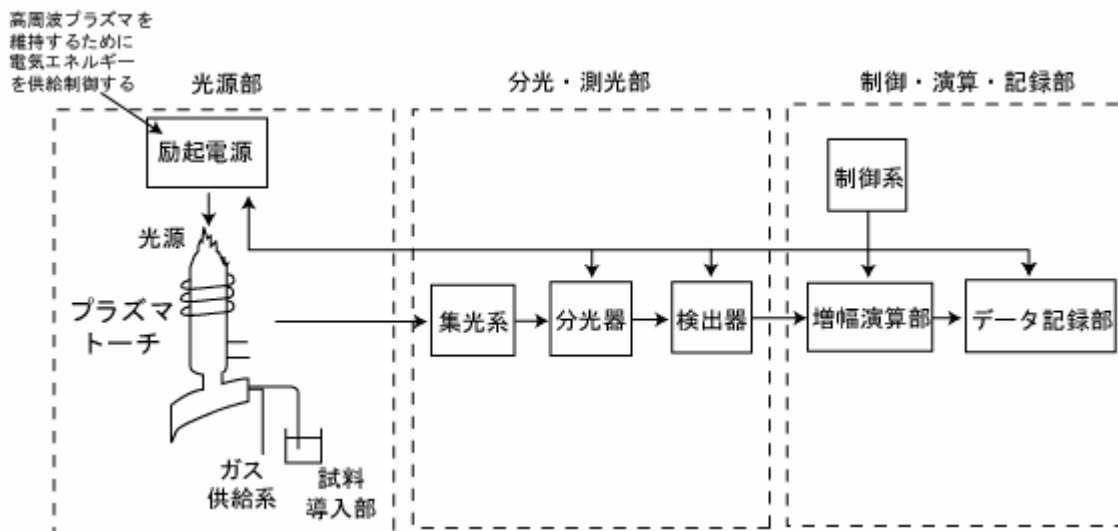 高周波プラズマを
維持するために
電気エネルギー
を供給制御する
光源部
分光・測光部
制御・演算・記録部
励起電源
制御系
光源
プラズマ
トーチ
集光系
分光器
検出器
増幅演算部
データ記録部
ガス
供給系
試料
導入部